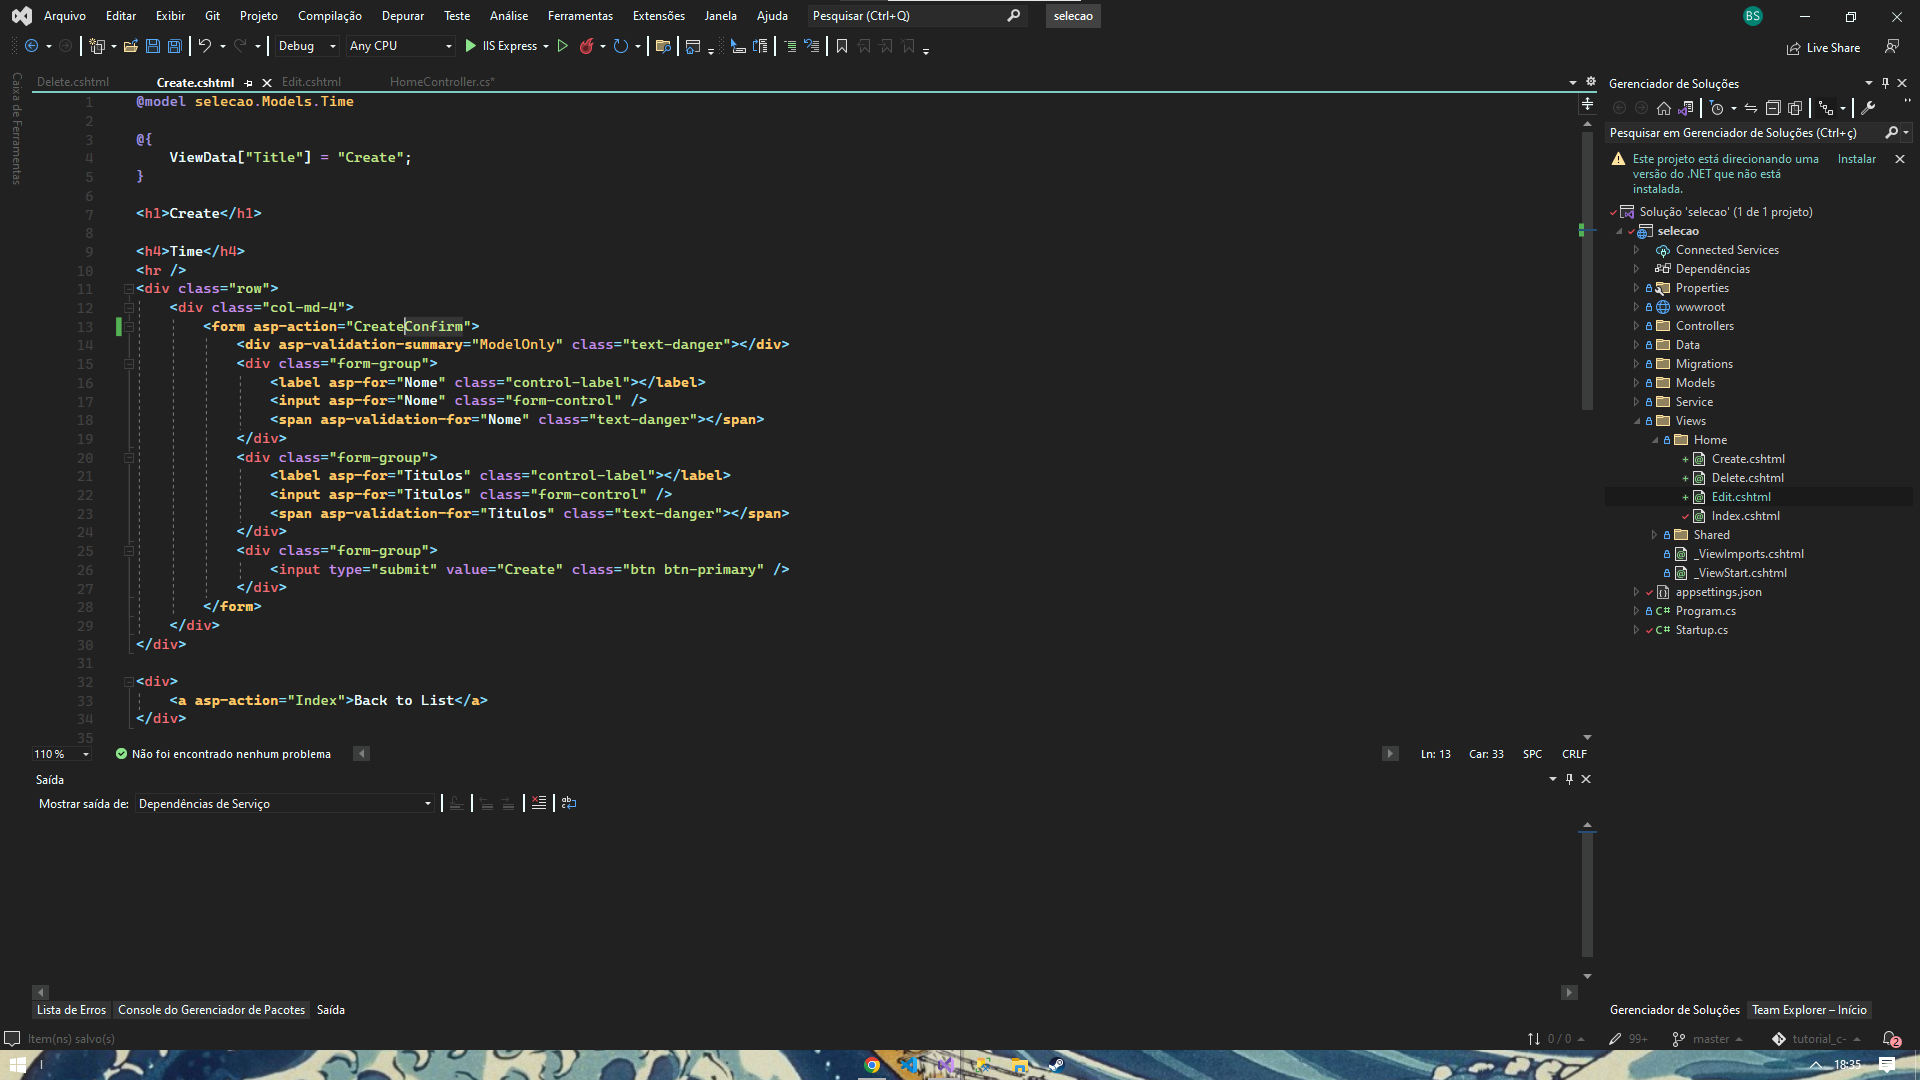 Arquivo Editar Exibir Git Projeto Compilação Depurar Teste Análise Ferramentas Extensões Janela Ajuda Pesquisar (Ctrl+Q) selecao BS
Debug Any CPU IIS Express Live Share
Caixa de Ferramentas
Delete.cshtml Create.cshtml Edit.cshtml HomeController.cs*
1 @model selecao.Models.Time
2
3 @{
4 ViewData["Title"] = "Create";
5 }
6
7 <h1>Create</h1>
8
9 <h4>Time</h4>
10 <hr />
11 <div class="row">
12 <div class="col-md-4">
13 <form asp-action="CreateConfirm">
14 <div asp-validation-summary="ModelOnly" class="text-danger"></div>
15 <div class="form-group">
16 <label asp-for="Nome" class="control-label"></label>
17 <input asp-for="Nome" class="form-control" />
18 <span asp-validation-for="Nome" class="text-danger"></span>
19 </div>
20 <div class="form-group">
21 <label asp-for="Titulos" class="control-label"></label>
22 <input asp-for="Titulos" class="form-control" />
23 <span asp-validation-for="Titulos" class="text-danger"></span>
24 </div>
25 <div class="form-group">
26 <input type="submit" value="Create" class="btn btn-primary" />
27 </div>
28 </form>
29 </div>
30 </div>
31
32 <div>
33 <a asp-action="Index">Back to List</a>
34 </div>
35
110 % Não foi encontrado nenhum problema Ln: 13 Car: 33 SPC CRLF
Saída
Mostrar saída de: Dependências de Serviço
Lista de Erros Console do Gerenciador de Pacotes Saída
Gerenciador de Soluções
Pesquisar em Gerenciador de Soluções (Ctrl+ç)
Este projeto está direcionando uma Instalar
versão do .NET que não está
instalada.
Solução 'selecao' (1 de 1 projeto)
selecao
Connected Services
Dependências
Properties
wwwroot
Controllers
Data
Migrations
Models
Service
Views
Home
Create.cshtml
Delete.cshtml
Edit.cshtml
Index.cshtml
Shared
_ViewImports.cshtml
_ViewStart.cshtml
appsettings.json
C# Program.cs
C# Startup.cs
Gerenciador de Soluções Team Explorer – Início
Item(ns) salvo(s) 0 / 0 99+ master tutorial_c- 2
18:35